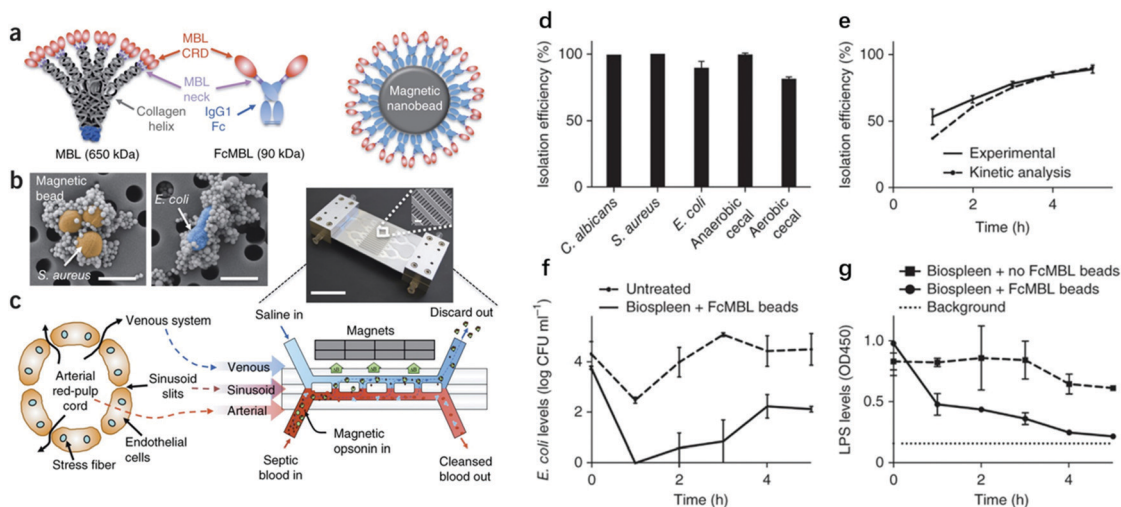 a
MBL
CRD
MBL
neck
Collagen
helix
IgG1
Fc
MBL (650 kDa)
FcMBL (90 kDa)
Magnetic
nanobead
b
Magnetic
bead
S. aureus
E. coli
c
Venous system
Arterial
red-pulp
cord
Sinusoid
slits
Endothelial
cells
Stress fiber
Saline in
Magnets
Discard out
Venous
Sinusoid
Arterial
Magnetic
opsonin in
Septic
blood in
Cleansed
blood out
d
Isolation efficiency (%)
100
50
0
C. albicans
S. aureus
E. coli
Anaerobic
cecal
Aerobic
cecal
e
Isolation efficiency (%)
100
50
0
Experimental
Kinetic analysis
0 2 4
Time (h)
f
Untreated
Biospleen + FcMBL beads
E. coli levels (log CFU ml⁻¹)
4
2
0
0 2 4
Time (h)
g
Biospleen + no FcMBL beads
Biospleen + FcMBL beads
Background
LPS levels (OD450)
1.0
0.5
0
0 2 4
Time (h)